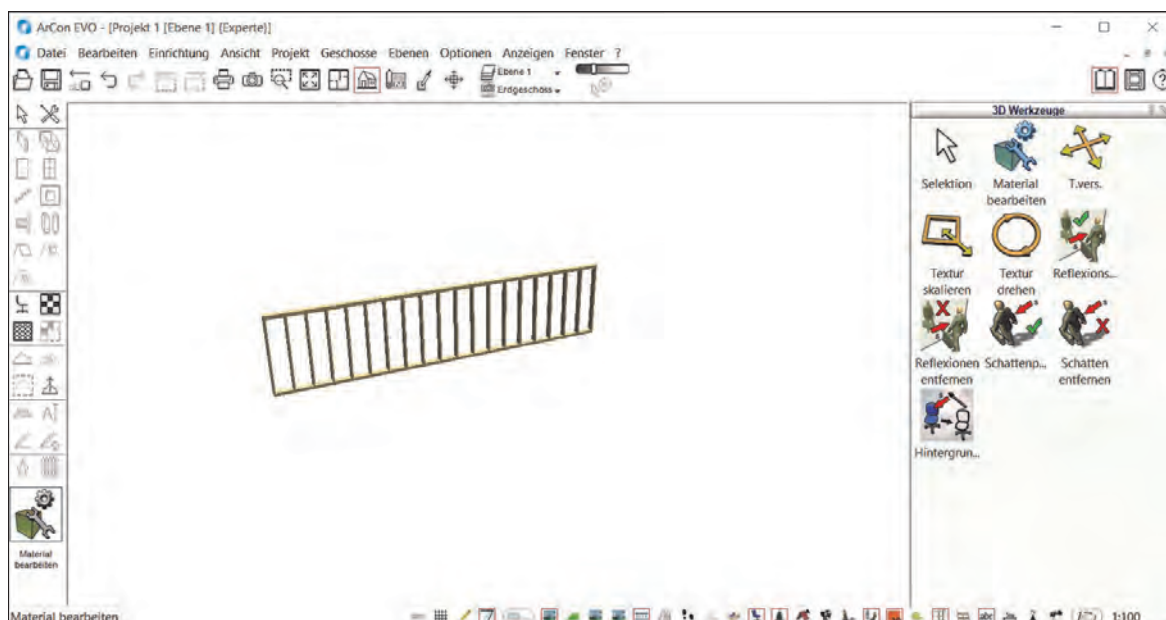 ArCon EVO - [Projekt 1 [Ebene 1] (Experte)]
Datei Bearbeiten Einrichtung Ansicht Projekt Geschosse Ebenen Optionen Anzeigen Fenster ?
Ebene 1
Erdgeschoss
3D Werkzeuge
Selektion
Material bearbeiten
T.vers.
Textur skalieren
Textur drehen
Reflexions...
Reflexionen entfernen
Schattenp...
Schatten entfernen
Hintergrun...
Material
bearbeiten
Material bearbeiten
abc
1:100